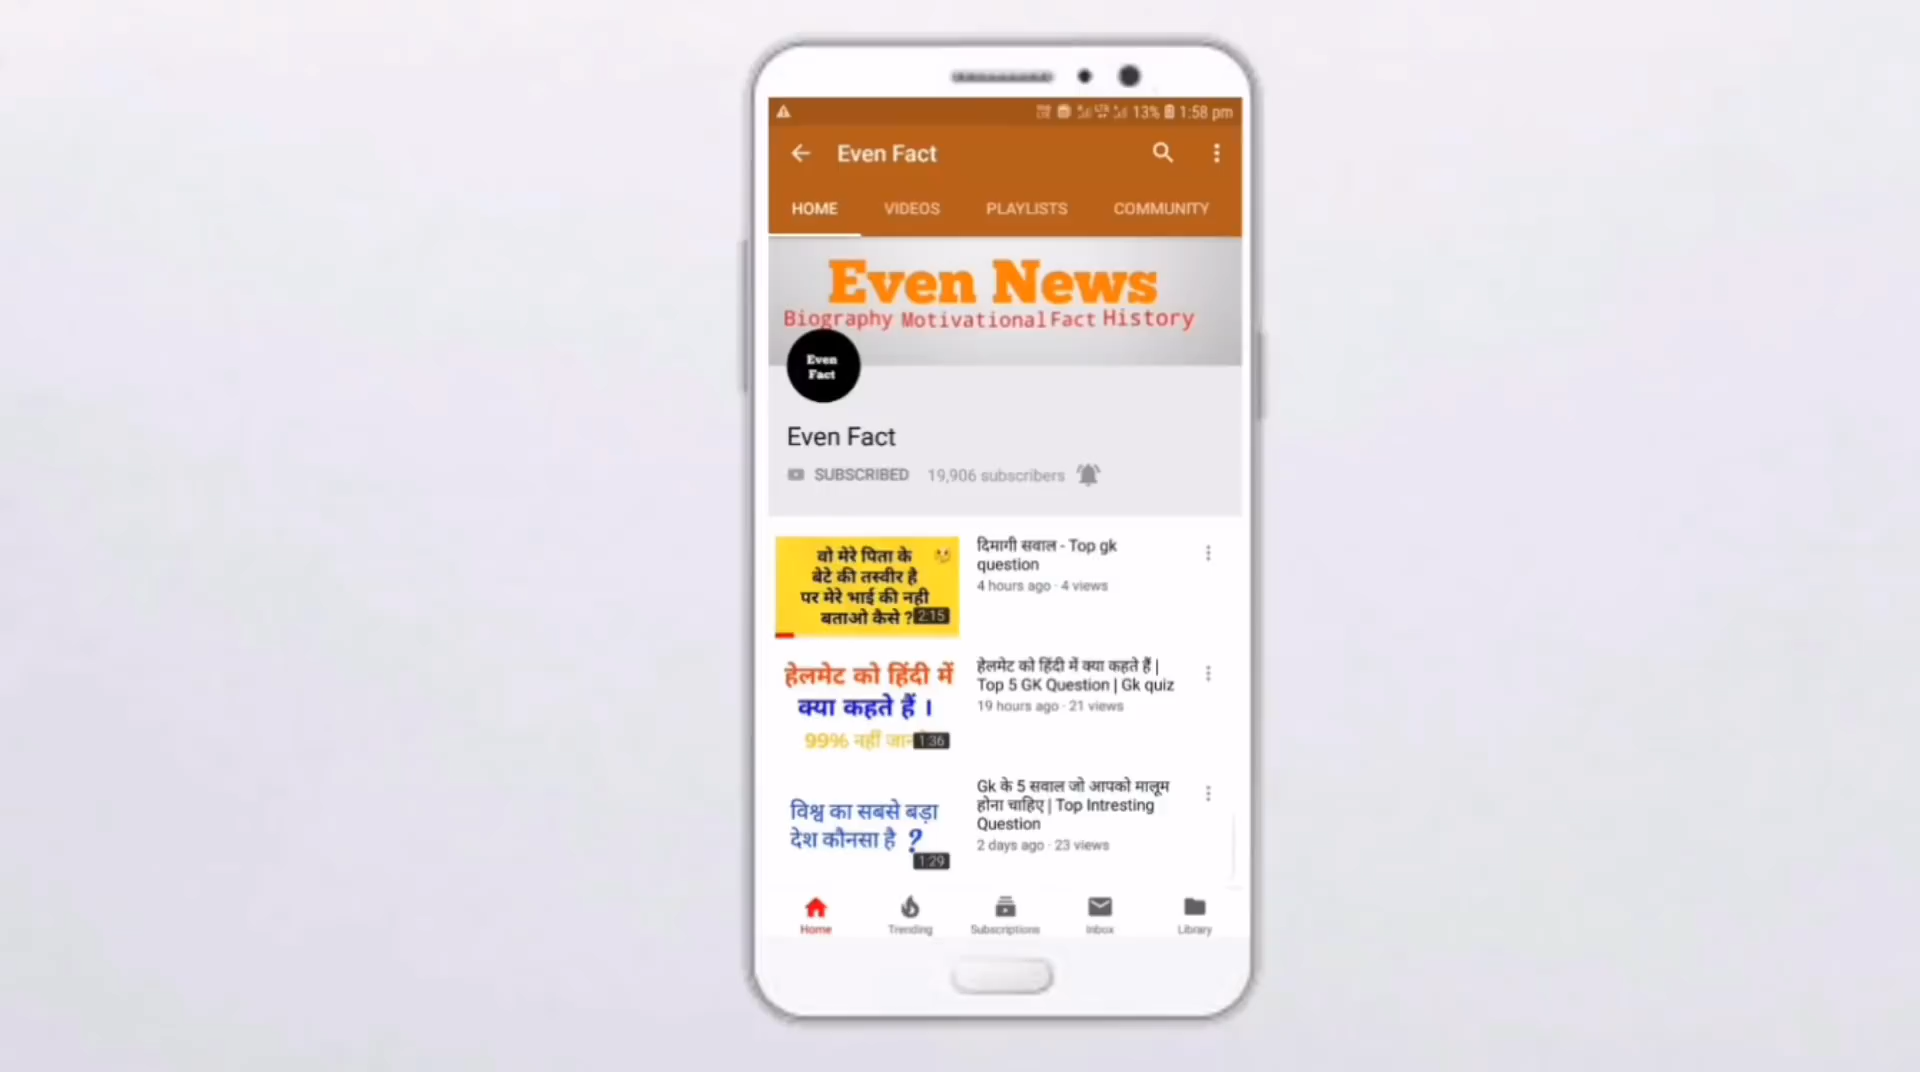 13% 1:58 pm
Even Fact
HOME VIDEOS PLAYLISTS COMMUNITY
Even News
Biography Motivational Fact History
Even
Fact
Even Fact
SUBSCRIBED 19,906 subscribers
वो मेरे पिता के
बेटे की तस्वीर है
पर मेरे भाई की नही
बताओ कैसे ?
2:15
दिमागी सवाल - Top gk
question
4 hours ago · 4 views
हेलमेट को हिंदी में
क्या कहते हैं ।
99% नहीं
1:36
हेलमेट को हिंदी में क्या कहते हैं |
Top 5 GK Question | Gk quiz
19 hours ago · 21 views
विश्व का सबसे बड़ा
देश कौनसा है ?
1:29
Gk के 5 सवाल जो आपको मालूम
होना चाहिए | Top Intresting
Question
2 days ago · 23 views
Home Trending Subscriptions Inbox Library